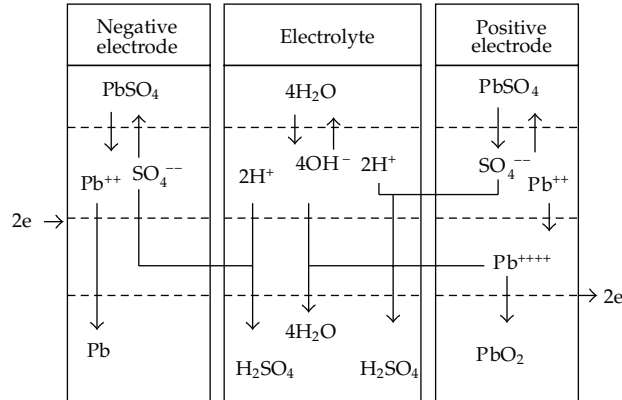 Negative electrode
Electrolyte
Positive electrode
PbSO₄
4H₂O
PbSO₄
Pb⁺⁺
SO₄⁻⁻
2H⁺
4OH⁻
2H⁺
SO₄⁻⁻
Pb⁺⁺
2e
Pb⁺⁺⁺⁺
2e
Pb
4H₂O
H₂SO₄
H₂SO₄
PbO₂